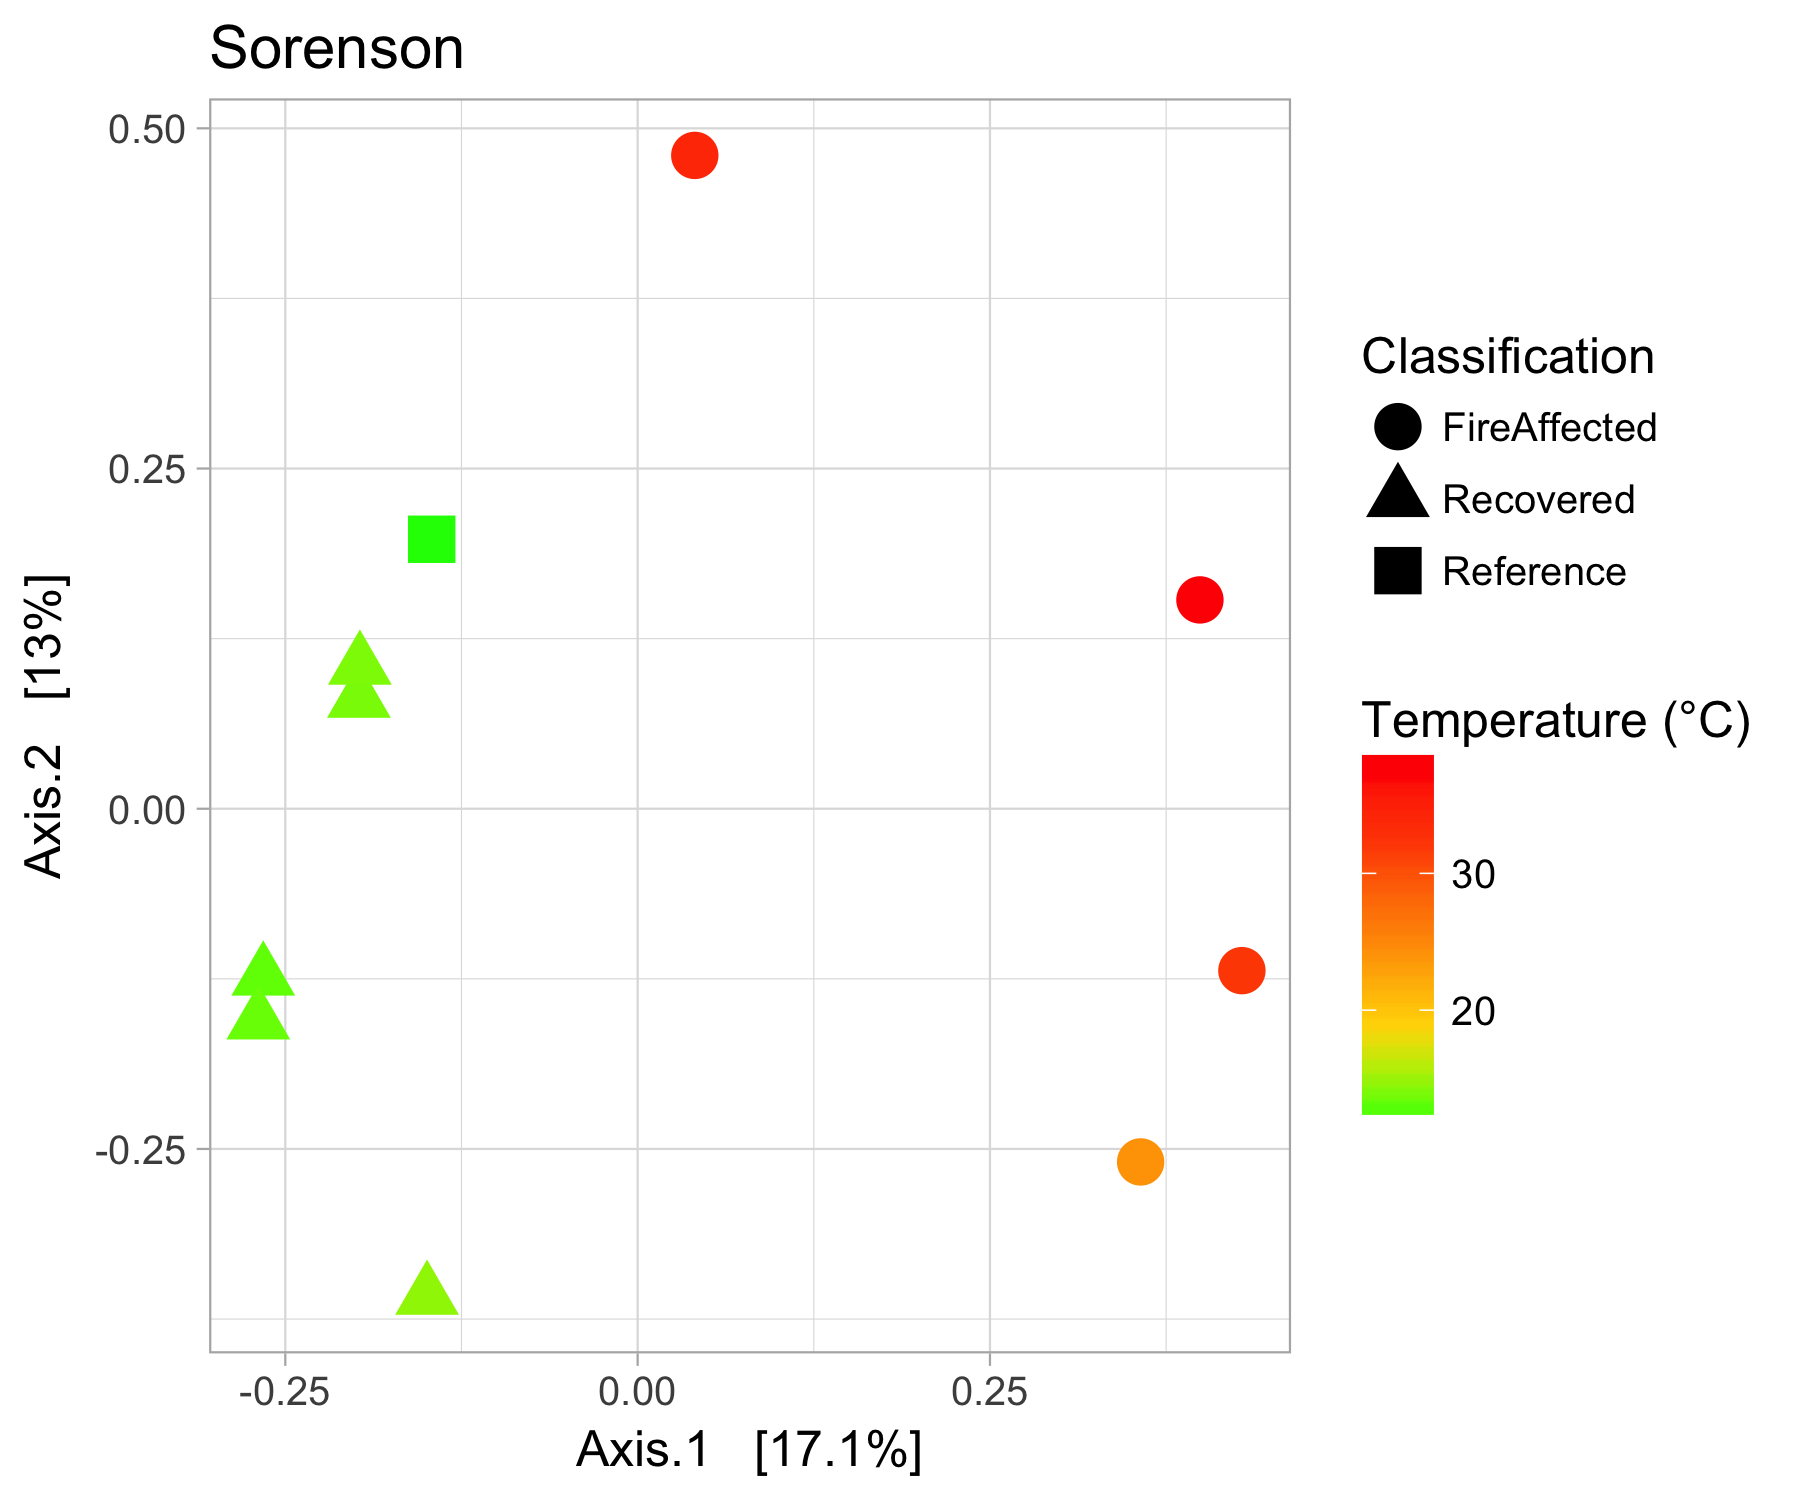 Sorenson
0.50
0.25
0.00
-0.25
Axis.2 [13%]
-0.25
0.00
0.25
Axis.1 [17.1%]
Classification
FireAffected
Recovered
Reference
Temperature (°C)
30
20